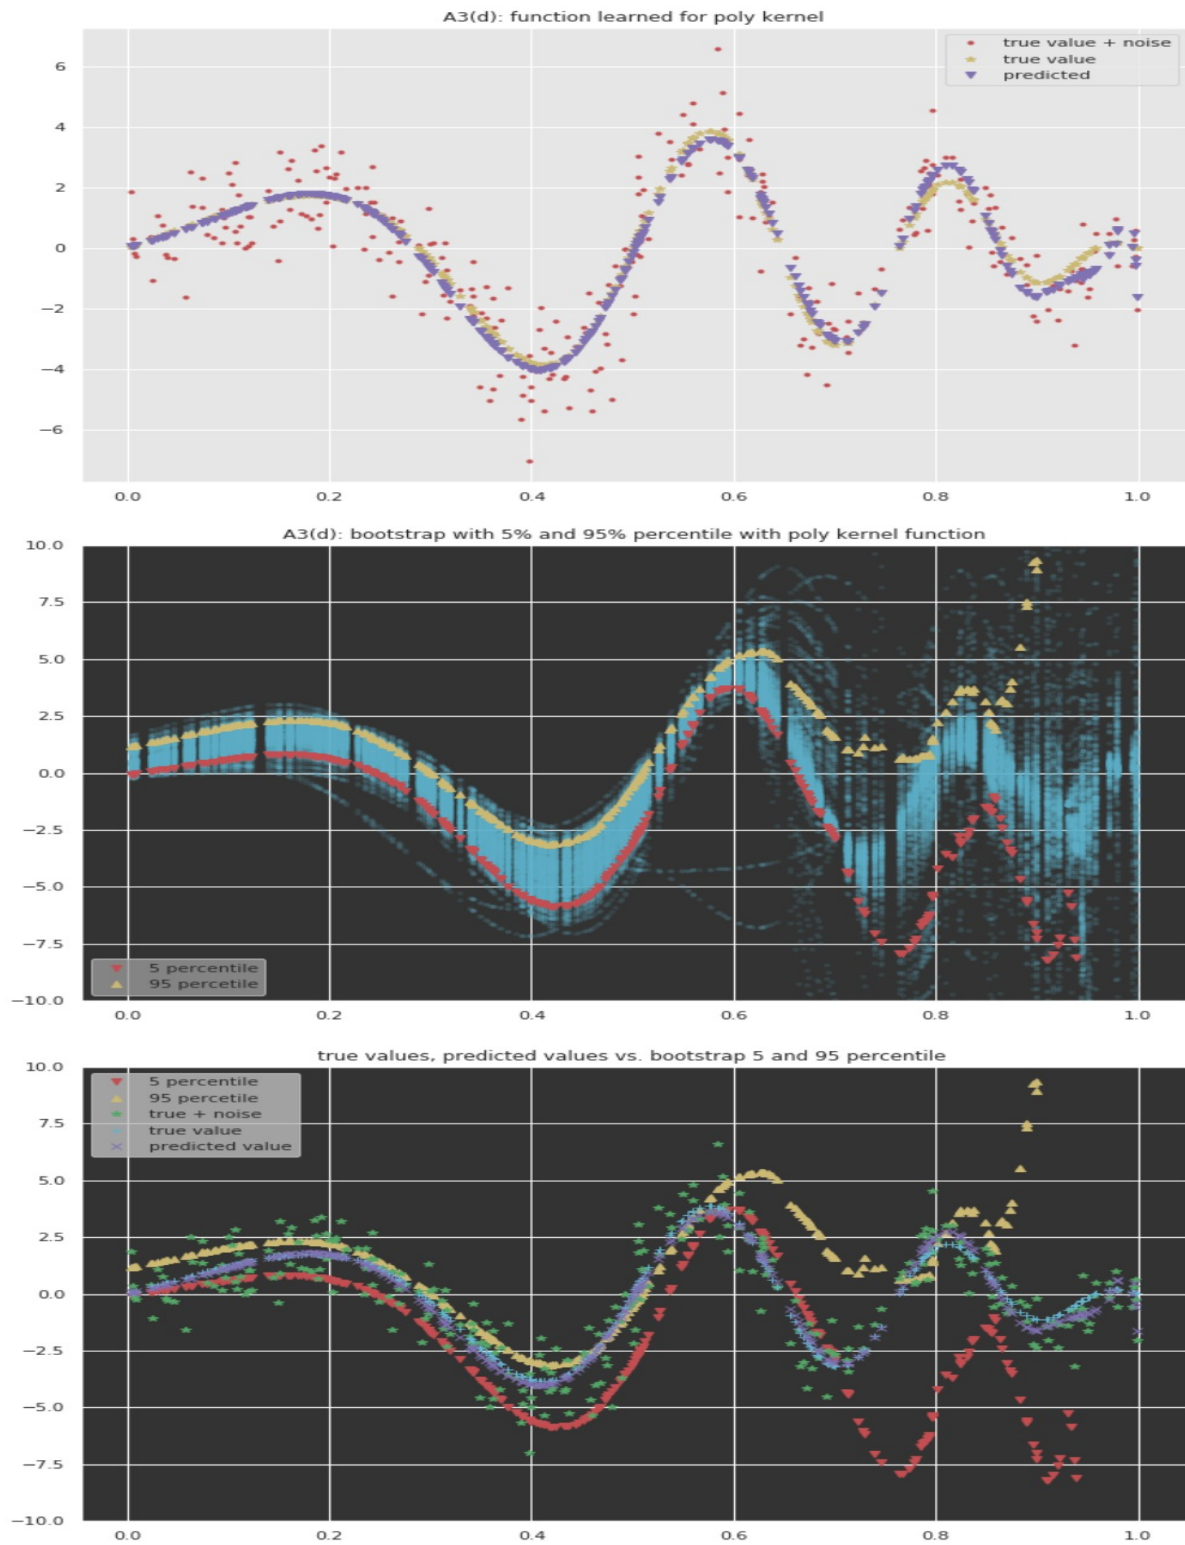 A3(d): function learned for poly kernel
true value + noise
true value
predicted
6
4
2
0
−2
−4
−6
0.0 0.2 0.4 0.6 0.8 1.0
A3(d): bootstrap with 5% and 95% percentile with poly kernel function
10.0
7.5
5.0
2.5
0.0
−2.5
−5.0
−7.5
5 percentile
95 percetile
−10.0
0.0 0.2 0.4 0.6 0.8 1.0
true values, predicted values vs. bootstrap 5 and 95 percentile
10.0
5 percentile
95 percetile
true + noise
true value
predicted value
7.5
5.0
2.5
0.0
−2.5
−5.0
−7.5
−10.0
0.0 0.2 0.4 0.6 0.8 1.0